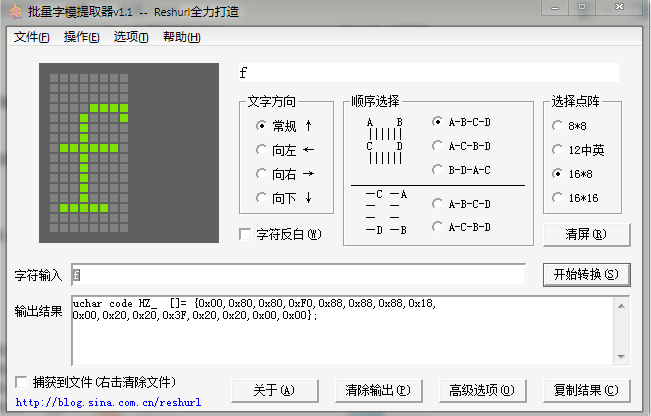 批量字模提取器v1.1 -- Reshurl全力打造
文件(F) 操作(E) 选项(T) 帮助(H)
f
文字方向
常规 ↑
向左 ←
向右 →
向下 ↓
字符反白(W)
顺序选择
A B
C D
A-B-C-D
A-C-B-D
B-D-A-C
C A
D B
A-B-C-D
A-C-B-D
选择点阵
8*8
12中英
16*8
16*16
清屏(R)
字符输入 f 开始转换(S)
输出结果
uchar code HZ_ []= {0x00,0x80,0x80,0xF0,0x88,0x88,0x88,0x18,
0x00,0x20,0x20,0x3F,0x20,0x20,0x00,0x00};
捕获到文件(右击清除文件)
http://blog.sina.com.cn/reshurl
关于(A) 清除输出(P) 高级选项(O) 复制结果(C)